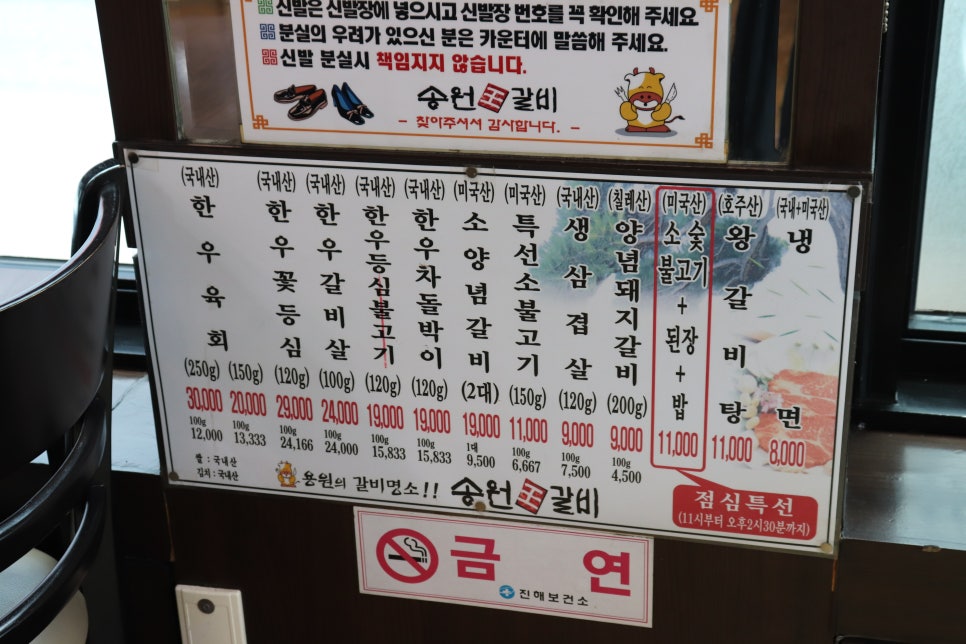 신발은 신발장에 넣으시고 신발장 번호를 꼭 확인해 주세요
분실의 우려가 있으신 분은 카운터에 말씀해 주세요.
신발 분실시 책임지지 않습니다.
송원王갈비
- 찾아주셔서 감사합니다. -
(국내산) 한우육회 (250g) (150g) 30,000 20,000 100g 12,000 100g 13,333
(국내산) 한우꽃등심 (120g) 29,000 100g 24,166
(국내산) 한우갈비살 (100g) 24,000 100g 24,000
(국내산) 한우등심불고기 (120g) 19,000 100g 15,833
(국내산) 한우차돌박이 (120g) 19,000 100g 15,833
(미국산) 소양념갈비 (2대) 19,000 1대 9,500
(미국산) 특선소불고기 (150g) 11,000 100g 6,667
(국내산) 생삼겹살 (120g) 9,000 100g 7,500
(칠레산) 양념돼지갈비 (200g) 9,000 100g 4,500
(미국산) 소숯불고기+된장+밥 11,000
(호주산) 왕갈비탕 11,000
(국내+미국산) 냉면 8,000
쌀 : 국내산
김치 : 국내산
용원의 갈비명소!! 송원王갈비
점심특선
(11시부터 오후2시30분까지)
금연
진해보건소